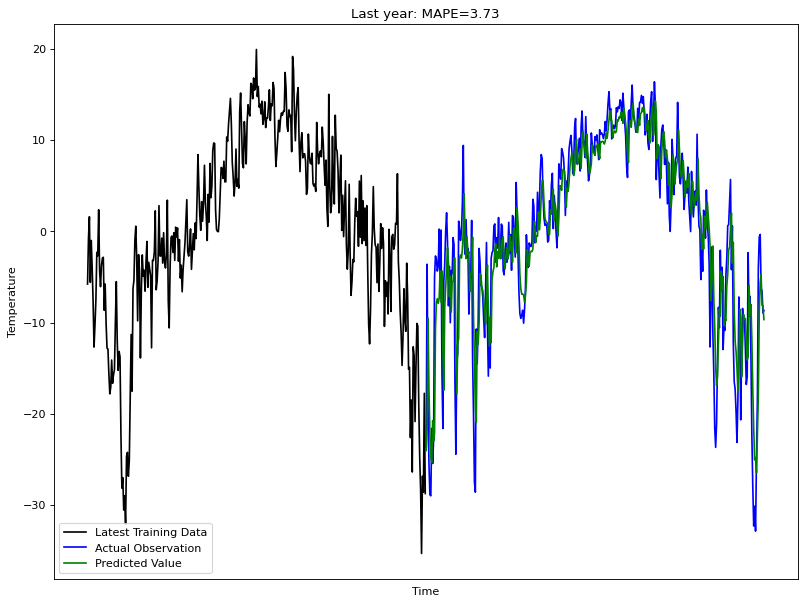 Last year: MAPE=3.73
20
10
0
−10
−20
−30
Temperature
Time
Latest Training Data
Actual Observation
Predicted Value